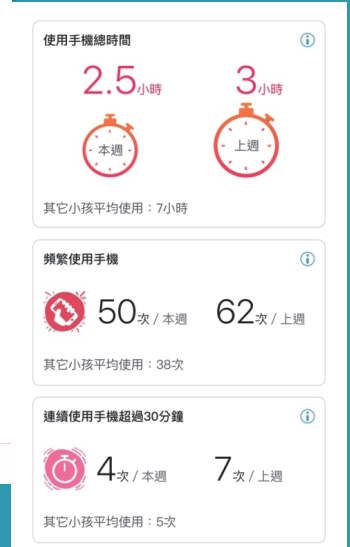 使用手機總時間
2.5小時 3小時
本週 上週
其它小孩平均使用：7小時
頻繁使用手機
50次 / 本週 62次 / 上週
其它小孩平均使用：38次
連續使用手機超過30分鐘
4次 / 本週 7次 / 上週
其它小孩平均使用：5次